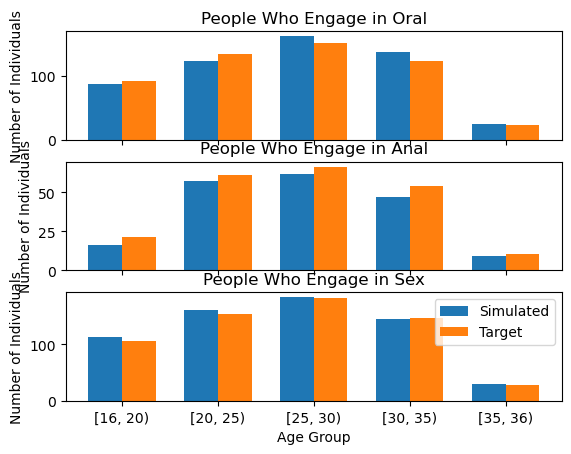 People Who Engage in Oral
Number of Individuals
100
0
People Who Engage in Anal
Number of Individuals
50
25
0
People Who Engage in Sex
Number of Individuals
100
0
Simulated
Target
[16, 20)
[20, 25)
[25, 30)
[30, 35)
[35, 36)
Age Group